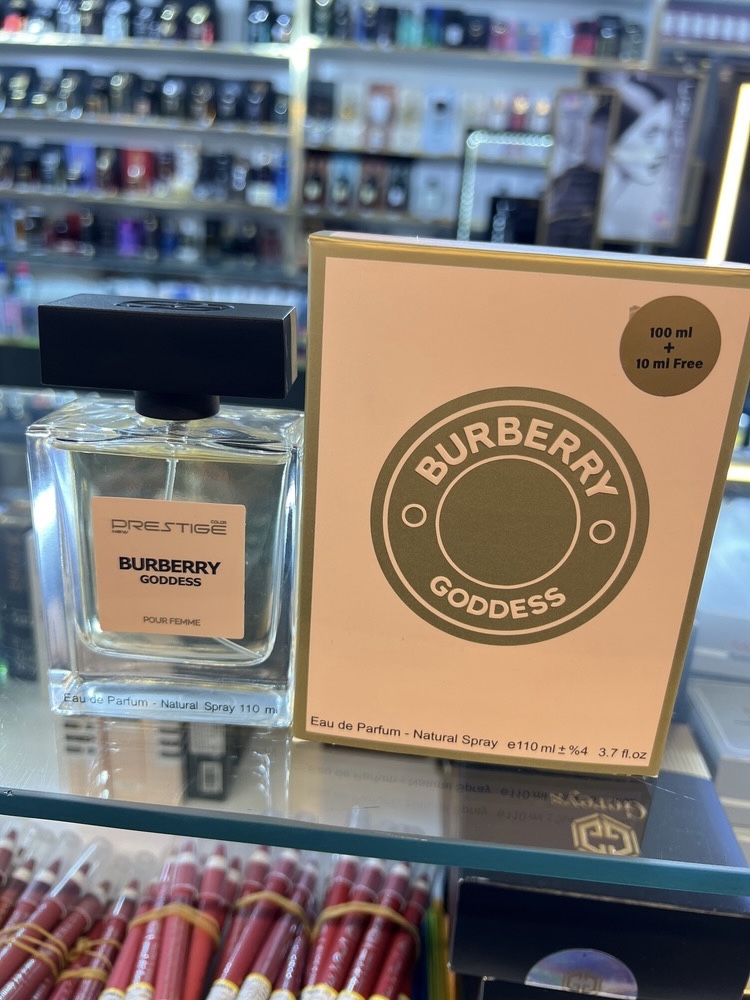 PRESTIGE
COLOR
BURBERRY
GODDESS
POUR FEMME
Eau de Parfum - Natural Spray 110 m
100 ml
+
10 ml Free
BURBERRY
GODDESS
Eau de Parfum - Natural Spray e110 ml ± %4 3.7 fl.oz